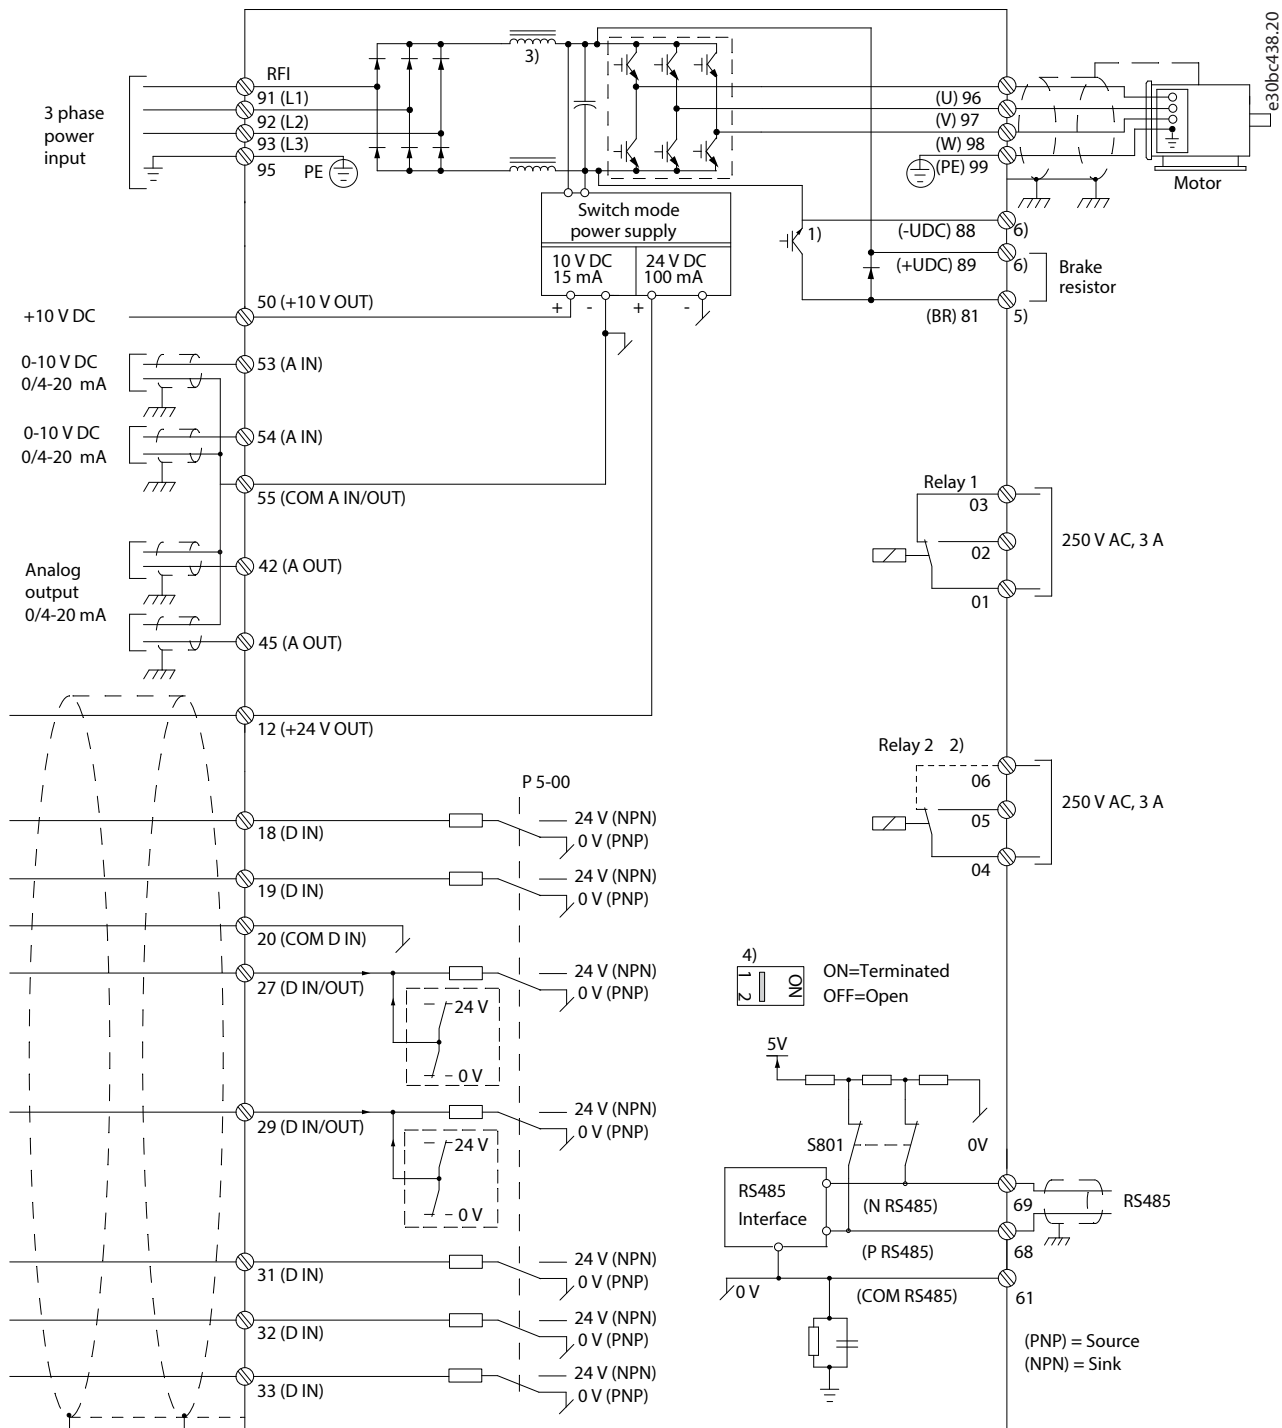 e30bc438.20
3 phase
power
input
RFI
91 (L1)
92 (L2)
93 (L3)
95
PE
3)
(U) 96
(V) 97
(W) 98
(PE) 99
Motor
Switch mode
power supply
10 V DC
15 mA
24 V DC
100 mA
+
-
+
-
1)
(-UDC) 88
6)
(+UDC) 89
6)
(BR) 81
5)
Brake
resistor
+10 V DC
50 (+10 V OUT)
0-10 V DC
0/4-20 mA
53 (A IN)
0-10 V DC
0/4-20 mA
54 (A IN)
55 (COM A IN/OUT)
Analog
output
0/4-20 mA
42 (A OUT)
45 (A OUT)
12 (+24 V OUT)
Relay 1
03
02
01
250 V AC, 3 A
Relay 2 2)
06
05
04
250 V AC, 3 A
P 5-00
18 (D IN)
24 V (NPN)
0 V (PNP)
19 (D IN)
24 V (NPN)
0 V (PNP)
20 (COM D IN)
27 (D IN/OUT)
24 V (NPN)
0 V (PNP)
24 V
0 V
29 (D IN/OUT)
24 V (NPN)
0 V (PNP)
24 V
0 V
31 (D IN)
24 V (NPN)
0 V (PNP)
32 (D IN)
24 V (NPN)
0 V (PNP)
33 (D IN)
24 V (NPN)
0 V (PNP)
4)
1 2
ON
ON=Terminated
OFF=Open
5V
S801
0V
RS485
Interface
(N RS485)
69
RS485
(P RS485)
68
0 V
(COM RS485)
61
(PNP) = Source
(NPN) = Sink